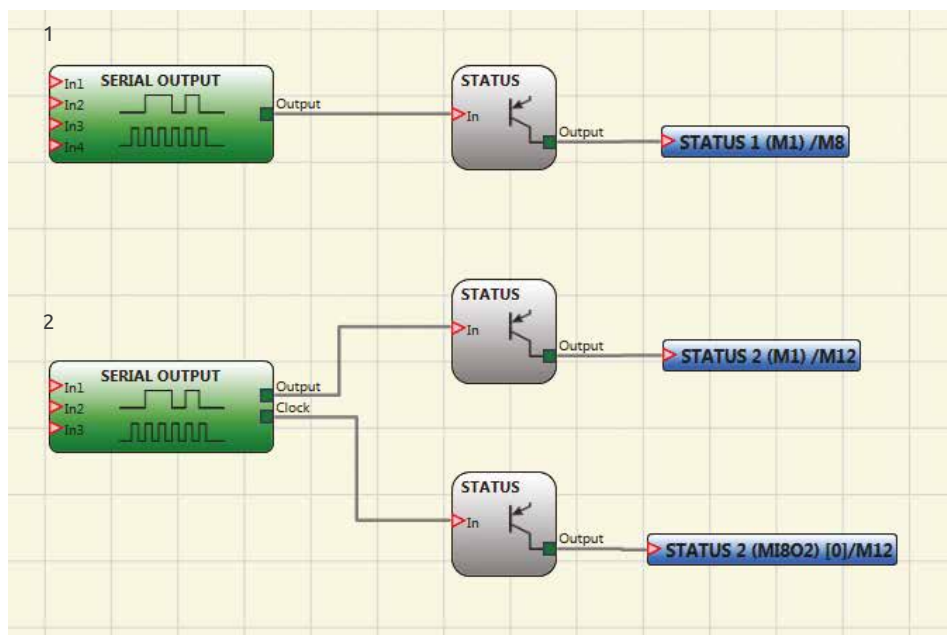 1
SERIAL OUTPUT
In1
In2
In3
In4
Output
STATUS
In
Output
STATUS 1 (M1) /M8
2
SERIAL OUTPUT
In1
In2
In3
Output
Clock
STATUS
In
Output
STATUS 2 (M1) /M12
STATUS
In
Output
STATUS 2 (MI8O2) [0]/M12